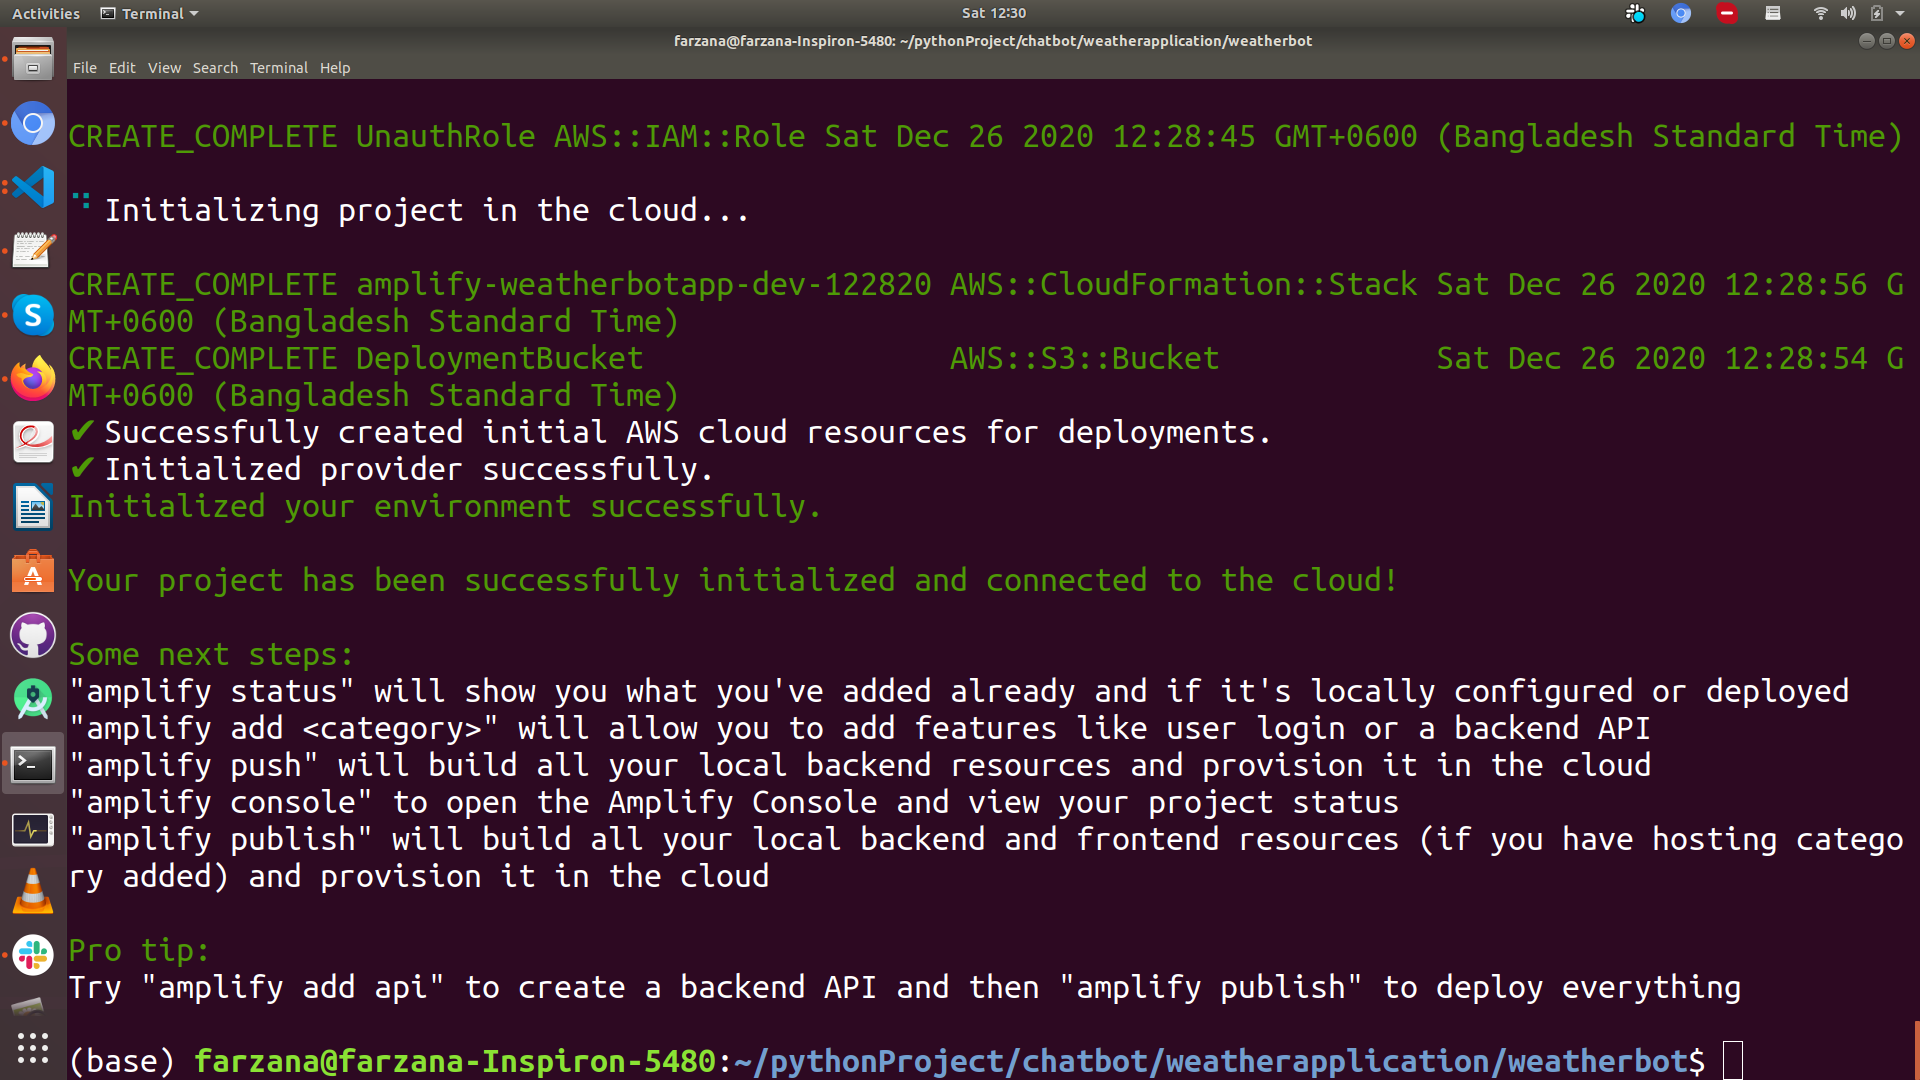 Activities Terminal Sat 12:30
farzana@farzana-Inspiron-5480: ~/pythonProject/chatbot/weatherapplication/weatherbot
File Edit View Search Terminal Help
CREATE_COMPLETE UnauthRole AWS::IAM::Role Sat Dec 26 2020 12:28:45 GMT+0600 (Bangladesh Standard Time)
⠙ Initializing project in the cloud...
CREATE_COMPLETE amplify-weatherbotapp-dev-122820 AWS::CloudFormation::Stack Sat Dec 26 2020 12:28:56 G
MT+0600 (Bangladesh Standard Time)
CREATE_COMPLETE DeploymentBucket AWS::S3::Bucket Sat Dec 26 2020 12:28:54 G
MT+0600 (Bangladesh Standard Time)
✔ Successfully created initial AWS cloud resources for deployments.
✔ Initialized provider successfully.
Initialized your environment successfully.
Your project has been successfully initialized and connected to the cloud!
Some next steps:
"amplify status" will show you what you've added already and if it's locally configured or deployed
"amplify add <category>" will allow you to add features like user login or a backend API
"amplify push" will build all your local backend resources and provision it in the cloud
"amplify console" to open the Amplify Console and view your project status
"amplify publish" will build all your local backend and frontend resources (if you have hosting catego
ry added) and provision it in the cloud
Pro tip:
Try "amplify add api" to create a backend API and then "amplify publish" to deploy everything
(base) farzana@farzana-Inspiron-5480:~/pythonProject/chatbot/weatherapplication/weatherbot$